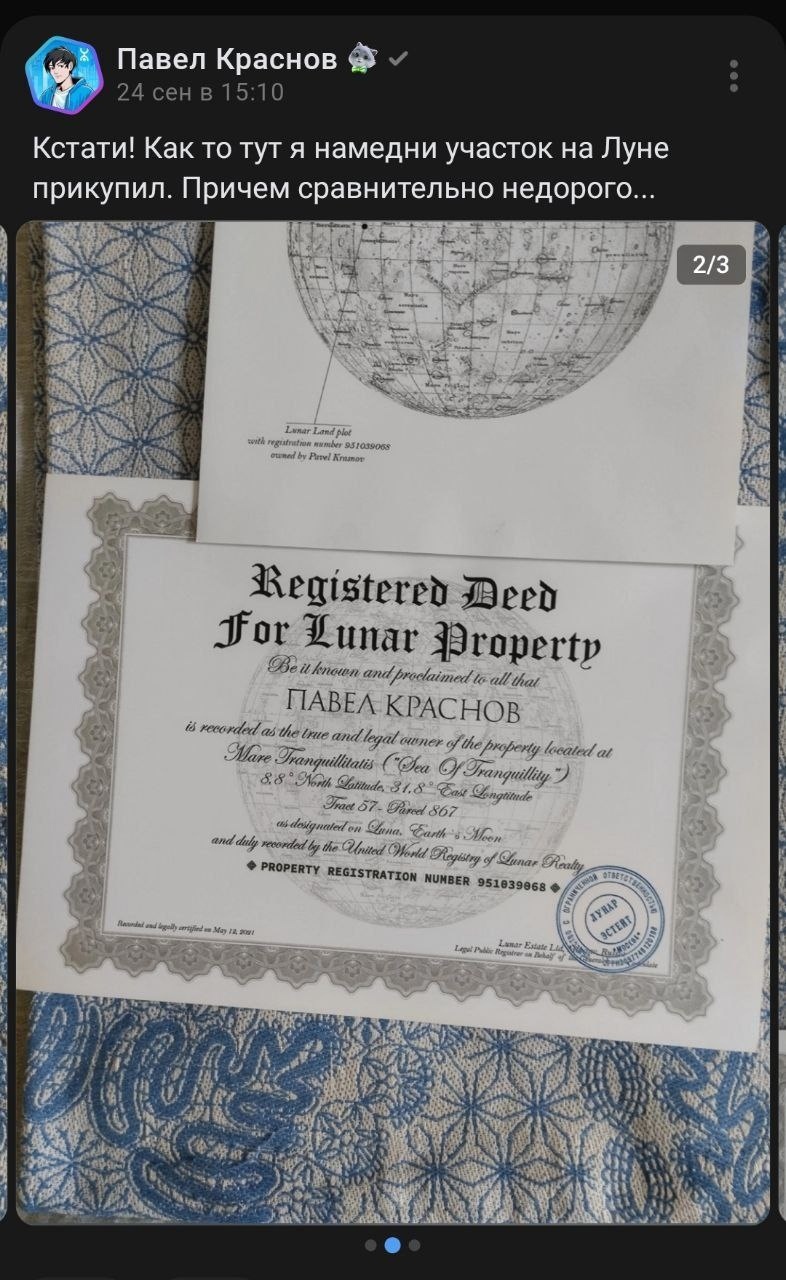 Павел Краснов
24 сен в 15:10
Кстати! Как то тут я намедни участок на Луне
прикупил. Причем сравнительно недорого...
2/3
Lunar Land plot
with registration number 951039068
owned by Pavel Krasnov
Registered Deed
For Lunar Property
Be it known and proclaimed to all that
ПАВЕЛ КРАСНОВ
is recorded as the true and legal owner of the property located at
Mare Tranquillitatis ("Sea Of Tranquillity")
8,8° North Latitude, 31,8° East Longtitude
Tract 57- Parcel 867
as designated on Luna, Earth's Moon
and duly recorded by the United World Registry of Lunar Realty
PROPERTY REGISTRATION NUMBER 951039068
Recorded and legally certified on May 12, 2021
Lunar Estate Ltd,
Legal Public Registrar on Behalf of
С ОГРАНИЧЕННОЙ ОТВЕТСТВЕННОСТЬЮ
ЛУНАР
ЭСТЕЙТ
*МОСКВА*